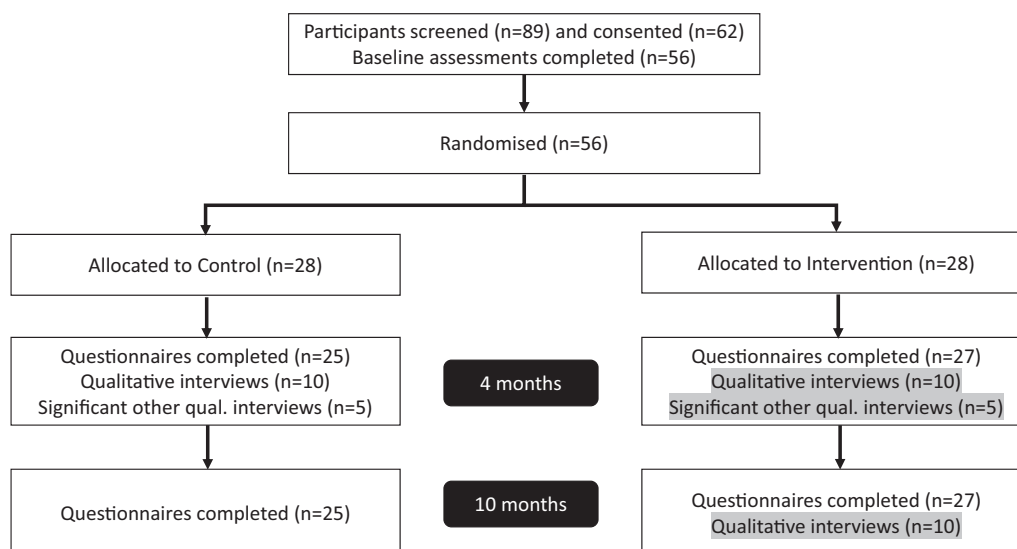 Participants screened (n=89) and consented (n=62)
Baseline assessments completed (n=56)
Randomised (n=56)
Allocated to Control (n=28)
Allocated to Intervention (n=28)
Questionnaires completed (n=25)
Qualitative interviews (n=10)
Significant other qual. interviews (n=5)
4 months
Questionnaires completed (n=27)
Qualitative interviews (n=10)
Significant other qual. interviews (n=5)
Questionnaires completed (n=25)
10 months
Questionnaires completed (n=27)
Qualitative interviews (n=10)